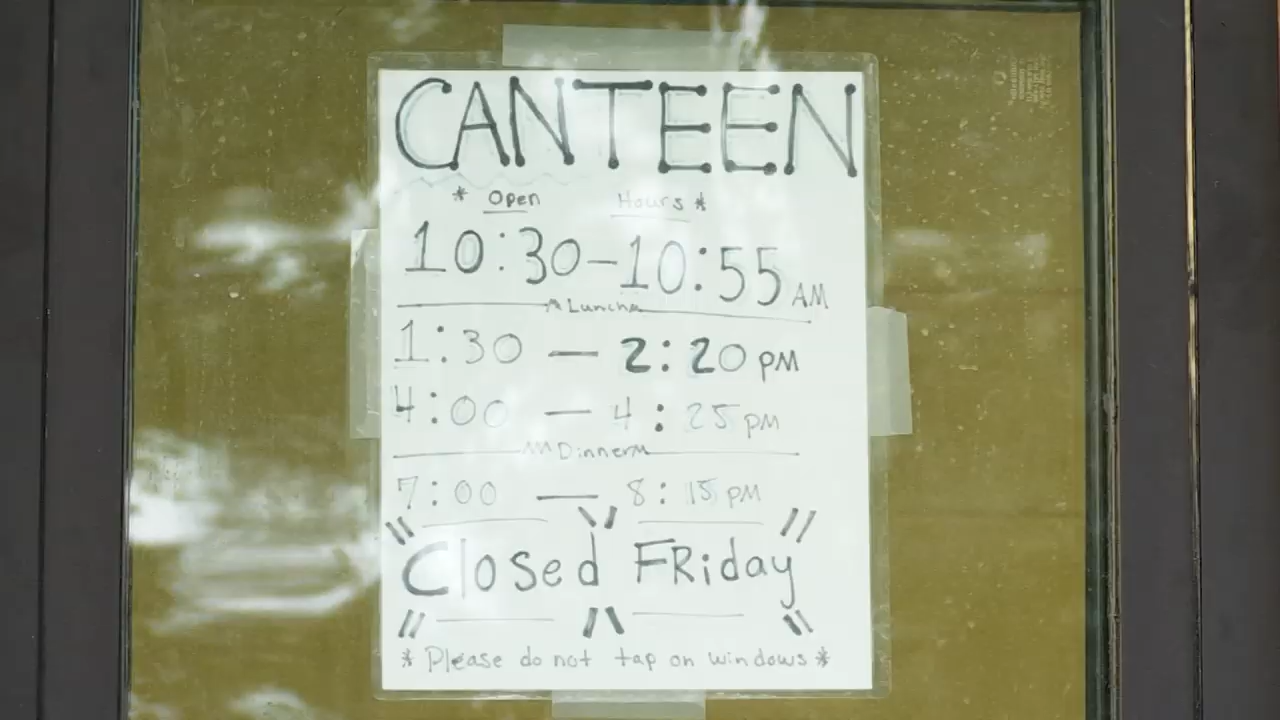 CANTEEN
* Open Hours *
10:30-10:55 AM
Lunch
1:30 — 2:20 PM
4:00 — 4:25 PM
Dinner
7:00 — 8:15 PM
Closed FRiday
* Please do not tap on windows *